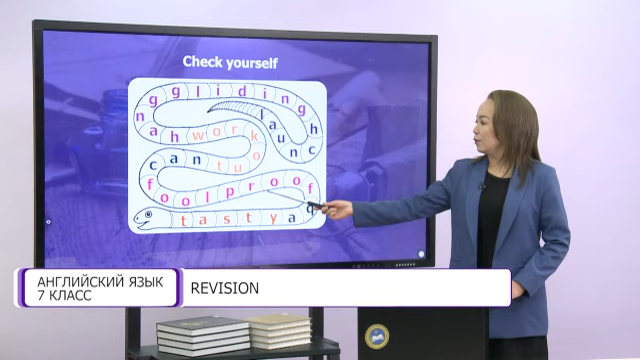 Check yourself
n g g l i d i n g
l a u n c h
a h w o r k
c a n t u o
f o o l p r o o f
t a s t y a
АНГЛИЙСКИЙ ЯЗЫК
7 КЛАСС
REVISION